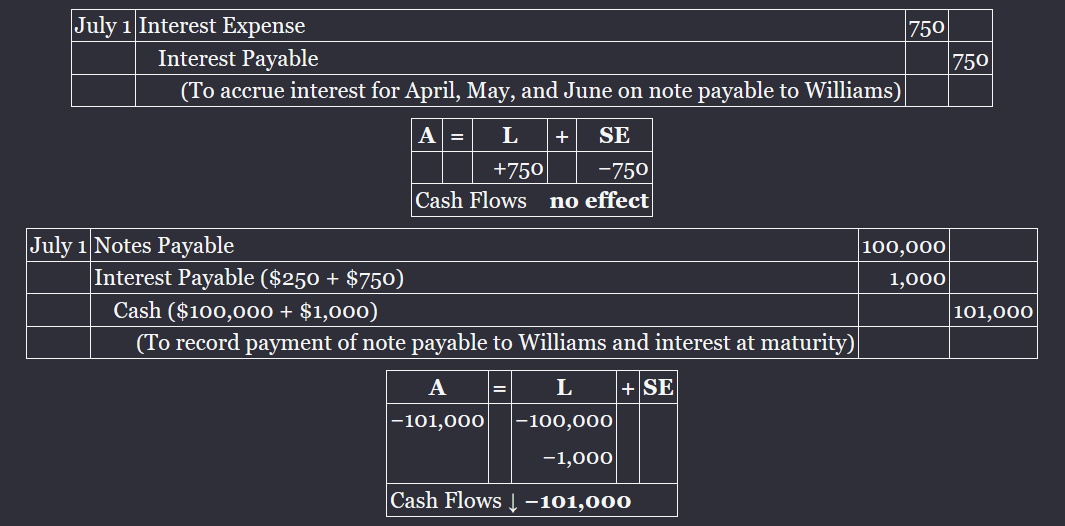 July 1 Interest Expense 750
Interest Payable 750
(To accrue interest for April, May, and June on note payable to Williams)
A = L + SE
+750 −750
Cash Flows no effect
July 1 Notes Payable 100,000
Interest Payable ($250 + $750) 1,000
Cash ($100,000 + $1,000) 101,000
(To record payment of note payable to Williams and interest at maturity)
A = L + SE
−101,000 −100,000
−1,000
Cash Flows ↓ −101,000